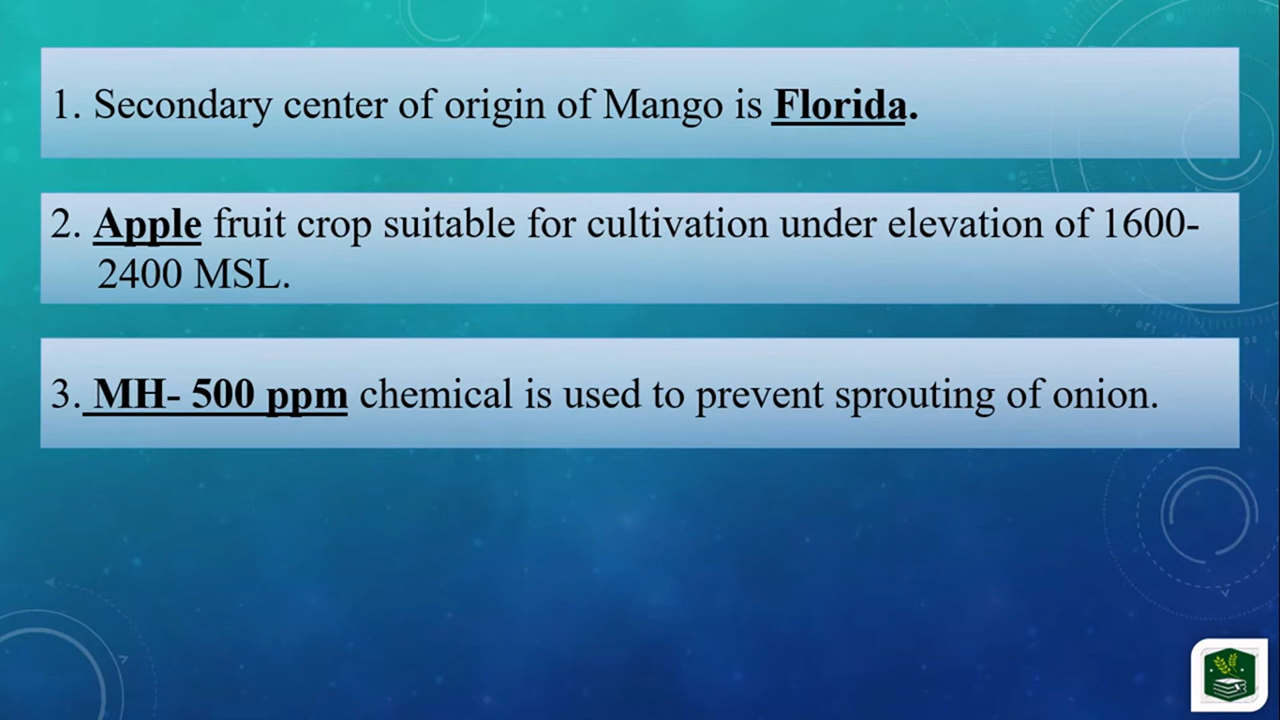 1. Secondary center of origin of Mango is Florida.
2. Apple fruit crop suitable for cultivation under elevation of 1600-
2400 MSL.
3. MH- 500 ppm chemical is used to prevent sprouting of onion.